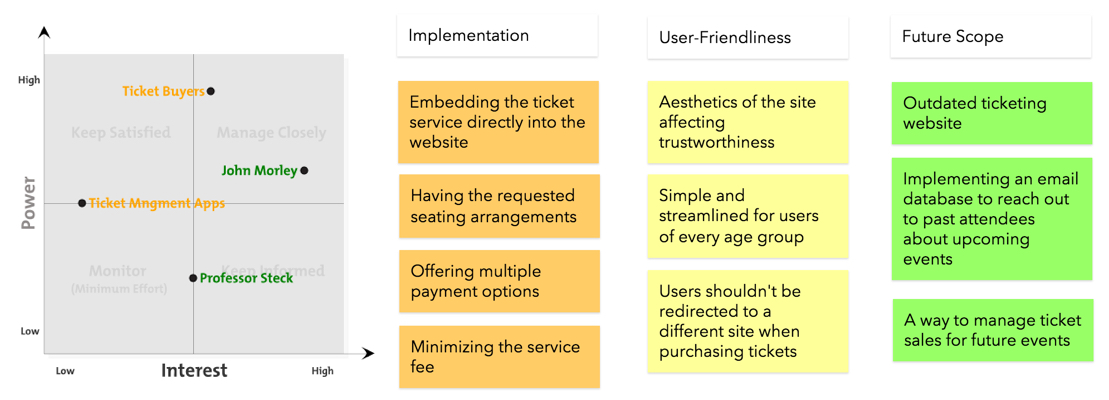 High
Ticket Buyers
Keep Satisfied
Manage Closely
John Morley
Power
Ticket Mngment Apps
Monitor
(Minimum Effort)
Keep Informed
Professor Steck
Low
Low
Interest
High
Implementation
Embedding the ticket
service directly into the
website
Having the requested
seating arrangements
Offering multiple
payment options
Minimizing the service
fee
User-Friendliness
Aesthetics of the site
affecting
trustworthiness
Simple and
streamlined for users
of every age group
Users shouldn't be
redirected to a
different site when
purchasing tickets
Future Scope
Outdated ticketing
website
Implementing an email
database to reach out
to past attendees
about upcoming
events
A way to manage ticket
sales for future events